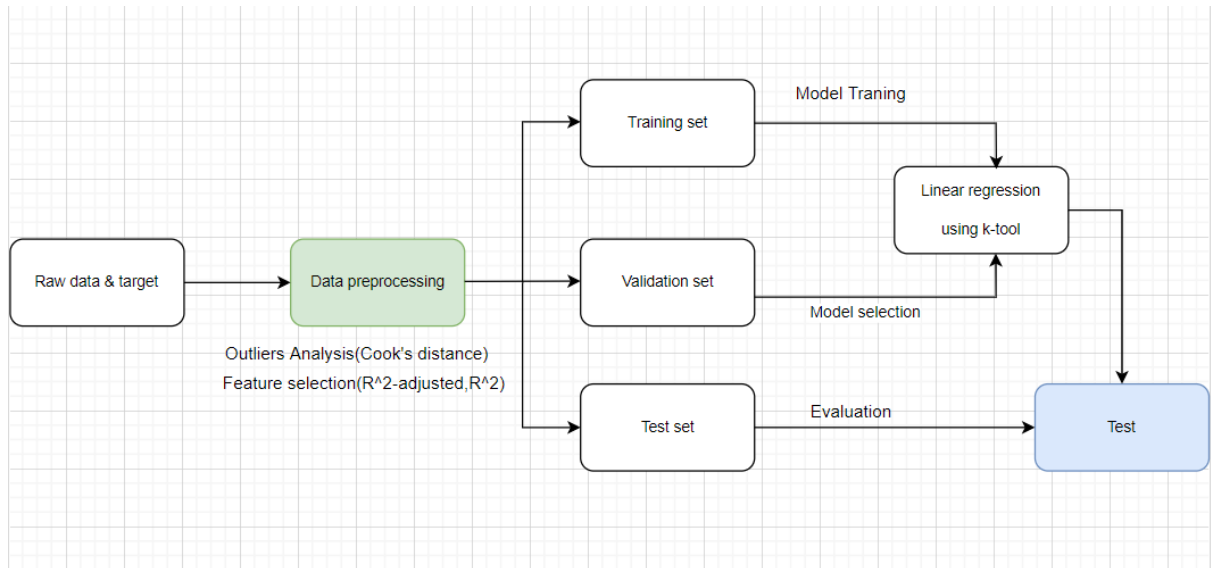 Model Traning
Training set
Linear regression
using k-tool
Raw data & target
Data preprocessing
Validation set
Model selection
Outliers Analysis(Cook's distance)
Feature selection(R^2-adjusted,R^2)
Evaluation
Test set
Test